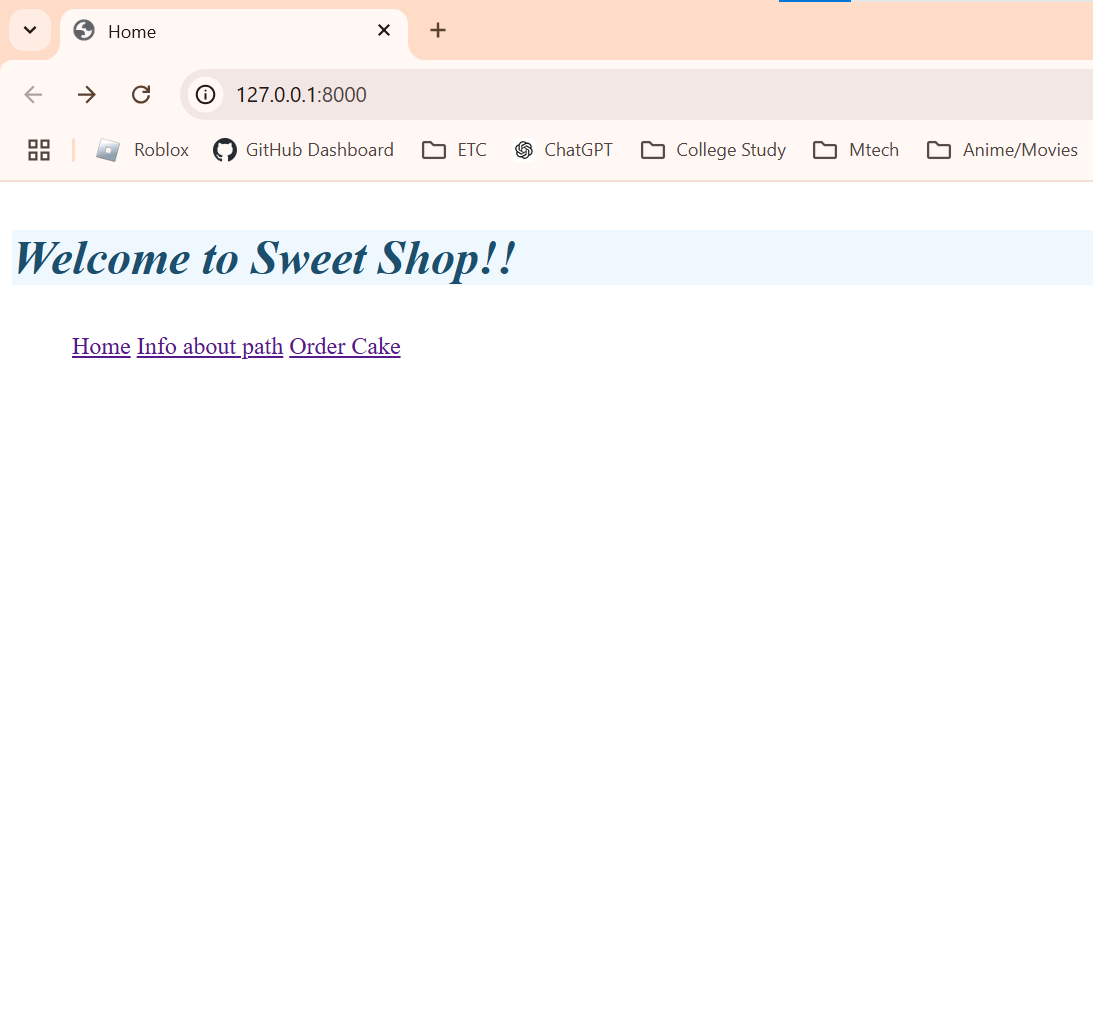 Home
127.0.0.1:8000
Roblox GitHub Dashboard ETC ChatGPT College Study Mtech Anime/Movies
Welcome to Sweet Shop!!
Home Info about path Order Cake